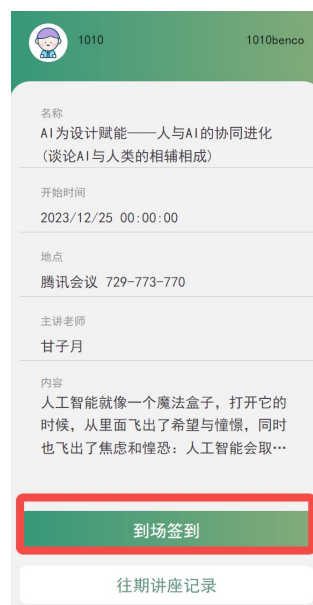 1010
1010benco
名称
AI为设计赋能——人与AI的协同进化
(谈论AI与人类的相辅相成)
开始时间
2023/12/25 00:00:00
地点
腾讯会议 729-773-770
主讲老师
甘子月
内容
人工智能就像一个魔法盒子，打开它的
时候，从里面飞出了希望与憧憬，同时
也飞出了焦虑和惶恐：人工智能会取…
到场签到
往期讲座记录